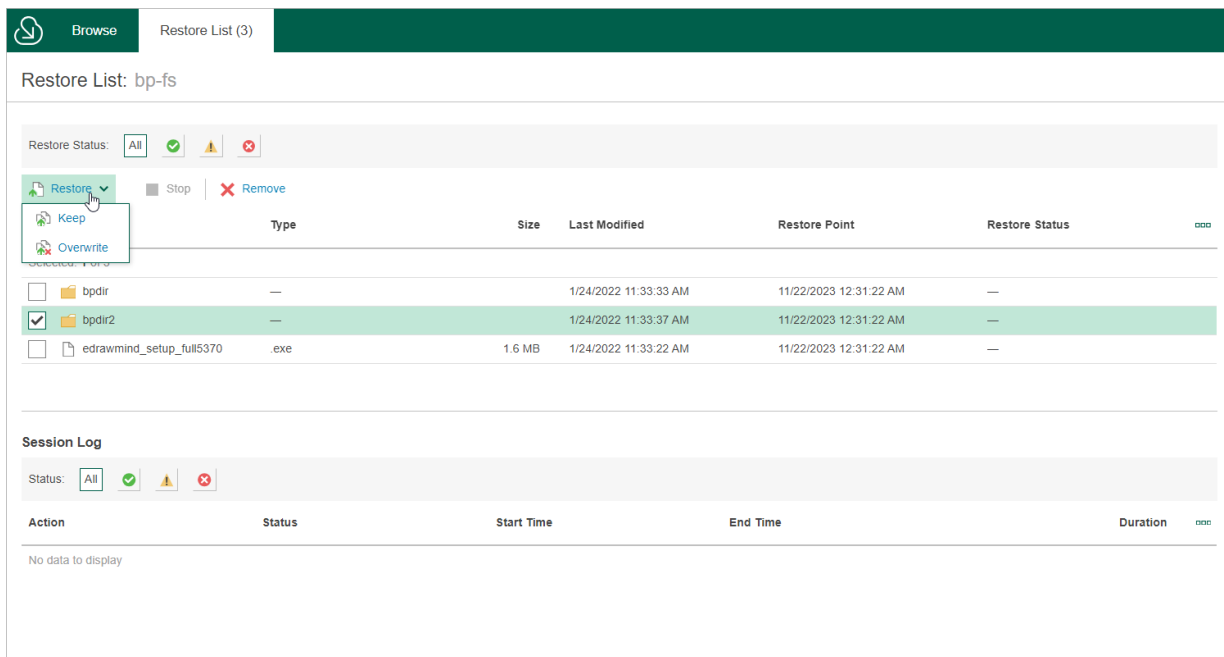 Browse Restore List (3)
Restore List: bp-fs
Restore Status: All
Restore Stop Remove
Keep
Overwrite
Type Size Last Modified Restore Point Restore Status
Selected: 1 of 3
bpdir — 1/24/2022 11:33:33 AM 11/22/2023 12:31:22 AM —
bpdir2 — 1/24/2022 11:33:37 AM 11/22/2023 12:31:22 AM —
edrawmind_setup_full5370 .exe 1.6 MB 1/24/2022 11:33:22 AM 11/22/2023 12:31:22 AM —
Session Log
Status: All
Action Status Start Time End Time Duration
No data to display